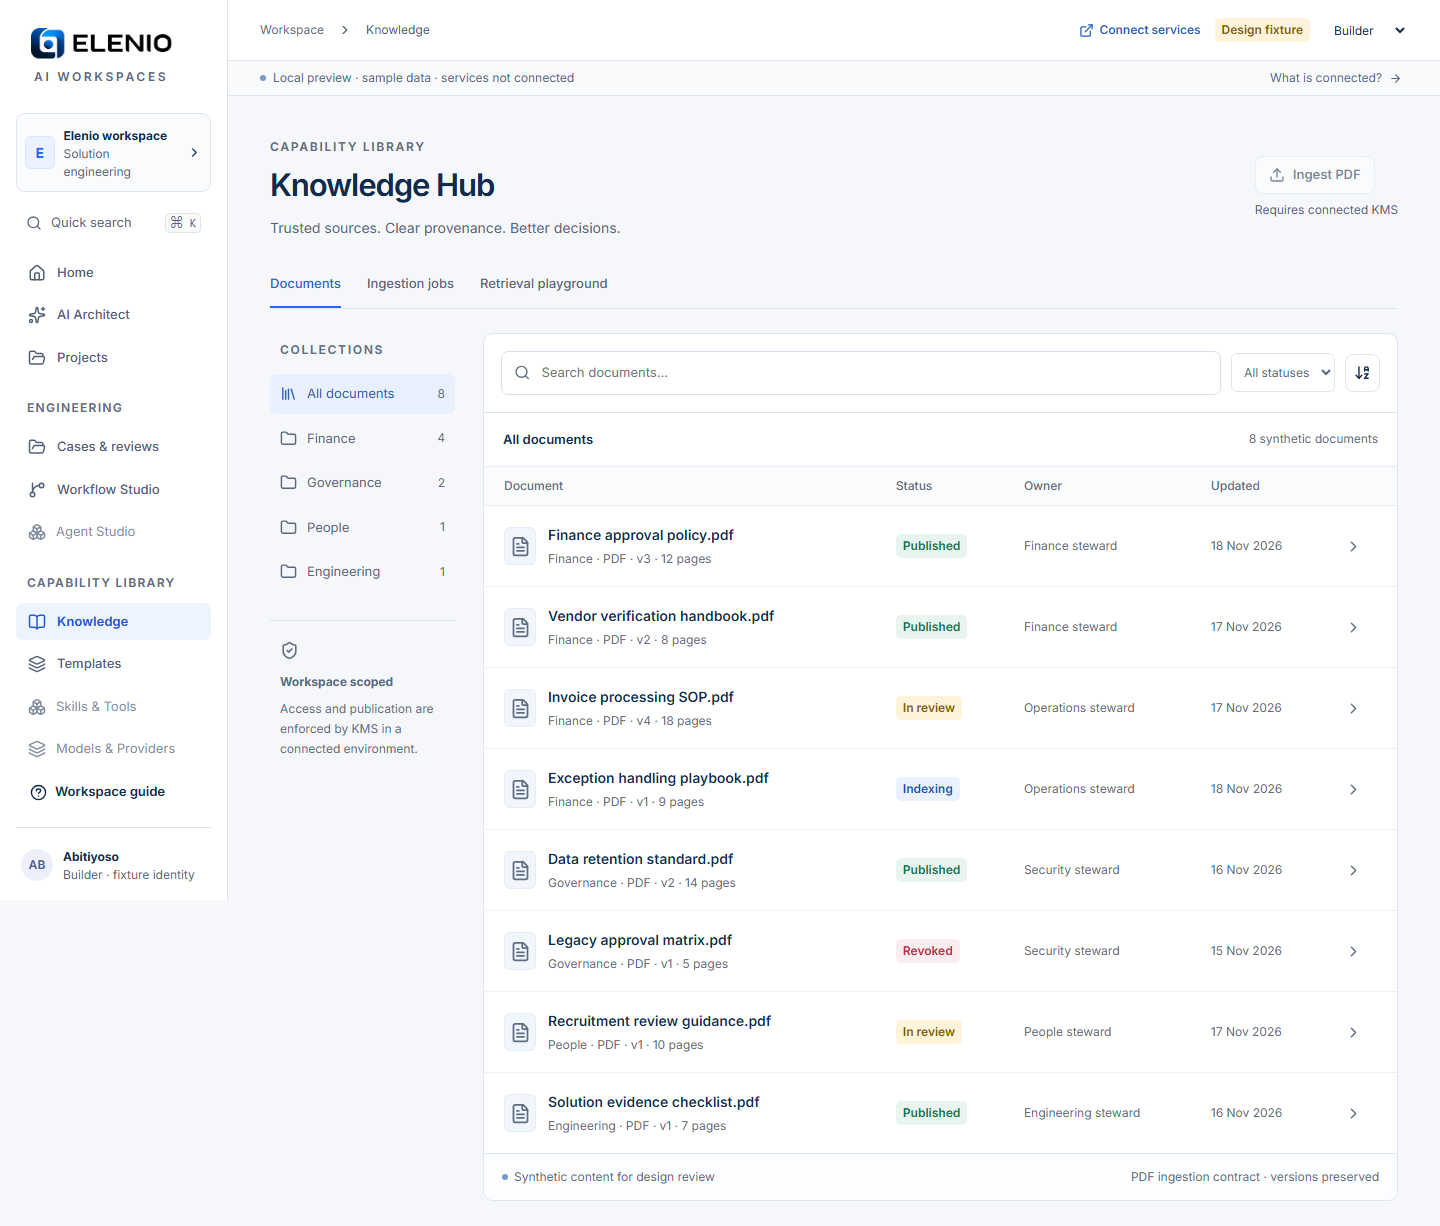 ELENIO
AI WORKSPACES
E
Elenio workspace
Solution
engineering
Quick search
⌘ K
Home
AI Architect
Projects
ENGINEERING
Cases & reviews
Workflow Studio
Agent Studio
CAPABILITY LIBRARY
Knowledge
Templates
Skills & Tools
Models & Providers
Workspace guide
AB
Abitiyoso
Builder · fixture identity
Workspace
Knowledge
Connect services
Design fixture
Builder
Local preview · sample data · services not connected
What is connected?
CAPABILITY LIBRARY
Knowledge Hub
Trusted sources. Clear provenance. Better decisions.
Ingest PDF
Requires connected KMS
Documents
Ingestion jobs
Retrieval playground
COLLECTIONS
All documents 8
Finance 4
Governance 2
People 1
Engineering 1
Workspace scoped
Access and publication are
enforced by KMS in a
connected environment.
Search documents...
All statuses
All documents
8 synthetic documents
Document Status Owner Updated
Finance approval policy.pdf
Finance · PDF · v3 · 12 pages
Published
Finance steward
18 Nov 2026
Vendor verification handbook.pdf
Finance · PDF · v2 · 8 pages
Published
Finance steward
17 Nov 2026
Invoice processing SOP.pdf
Finance · PDF · v4 · 18 pages
In review
Operations steward
17 Nov 2026
Exception handling playbook.pdf
Finance · PDF · v1 · 9 pages
Indexing
Operations steward
18 Nov 2026
Data retention standard.pdf
Governance · PDF · v2 · 14 pages
Published
Security steward
16 Nov 2026
Legacy approval matrix.pdf
Governance · PDF · v1 · 5 pages
Revoked
Security steward
15 Nov 2026
Recruitment review guidance.pdf
People · PDF · v1 · 10 pages
In review
People steward
17 Nov 2026
Solution evidence checklist.pdf
Engineering · PDF · v1 · 7 pages
Published
Engineering steward
16 Nov 2026
Synthetic content for design review
PDF ingestion contract · versions preserved